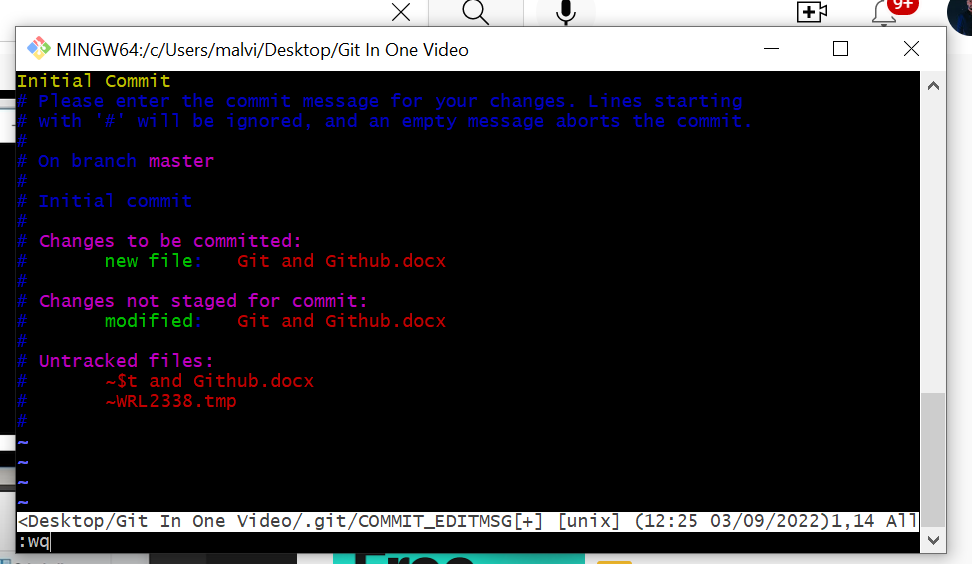 9+
MINGW64:/c/Users/malvi/Desktop/Git In One Video
Initial Commit
# Please enter the commit message for your changes. Lines starting
# with '#' will be ignored, and an empty message aborts the commit.
#
# On branch master
#
# Initial commit
#
# Changes to be committed:
#       new file:   Git and Github.docx
#
# Changes not staged for commit:
#       modified:   Git and Github.docx
#
# Untracked files:
#       ~$t and Github.docx
#       ~WRL2338.tmp
#
~
~
~
~
<Desktop/Git In One Video/.git/COMMIT_EDITMSG[+] [unix] (12:25 03/09/2022)1,14 All
:wq
Free